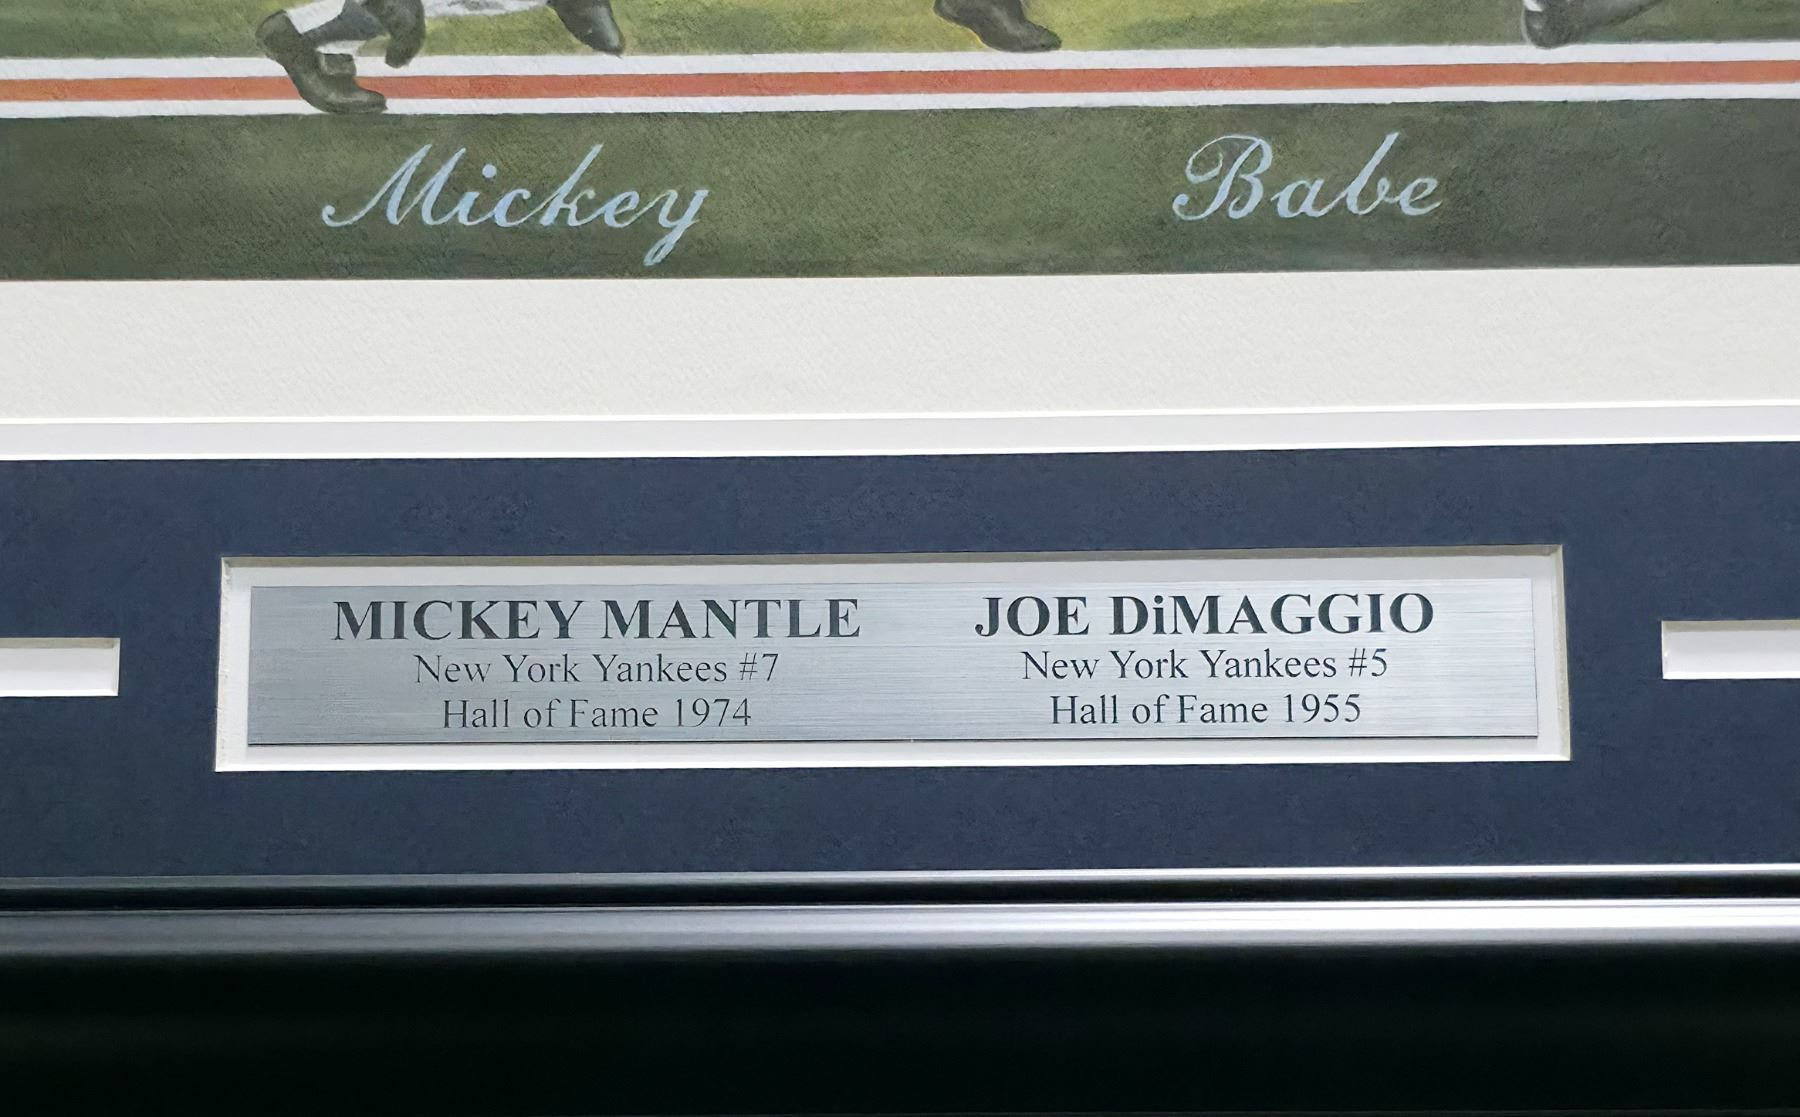 Mickey Babe
MICKEY MANTLE JOE DiMAGGIO
New York Yankees #7 New York Yankees #5
Hall of Fame 1974 Hall of Fame 1955